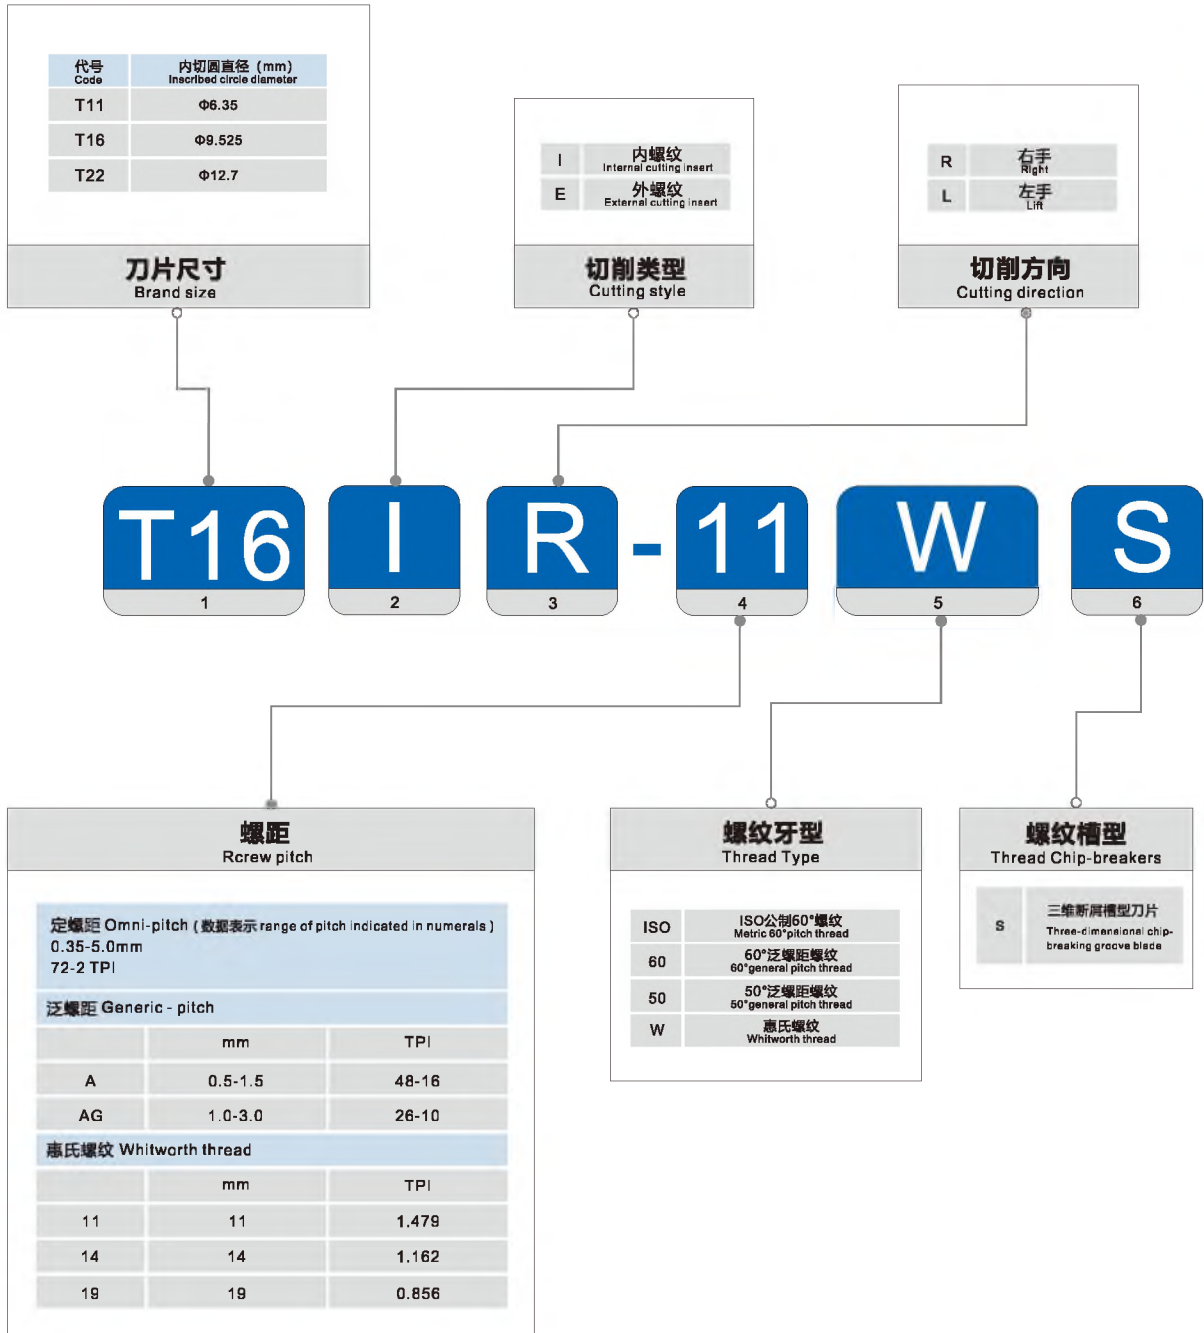 代号 内切圆直径 (mm)
Code Inscribed circle diameter
T11 Φ6.35
T16 Φ9.525
T22 Φ12.7
刀片尺寸
Brand size
I 内螺纹
Internal cutting insert
E 外螺纹
External cutting insert
切削类型
Cutting style
R 右手
Right
L 左手
Lift
切削方向
Cutting direction
T16 I R - 11 W S
1 2 3 4 5 6
螺距
Rcrew pitch
定螺距 Omni-pitch ( 数据表示 range of pitch indicated in numerals )
0.35-5.0mm
72-2 TPI
泛螺距 Generic - pitch
mm TPI
A 0.5-1.5 48-16
AG 1.0-3.0 26-10
惠氏螺纹 Whitworth thread
mm TPI
11 11 1.479
14 14 1.162
19 19 0.856
螺纹牙型
Thread Type
ISO ISO公制60°螺纹
Metric 60°pitch thread
60 60°泛螺距螺纹
60°general pitch thread
50 50°泛螺距螺纹
50°general pitch thread
W 惠氏螺纹
Whitworth thread
螺纹槽型
Thread Chip-breakers
S 三维断屑槽型刀片
Three-dimensional chip-
breaking groove blade